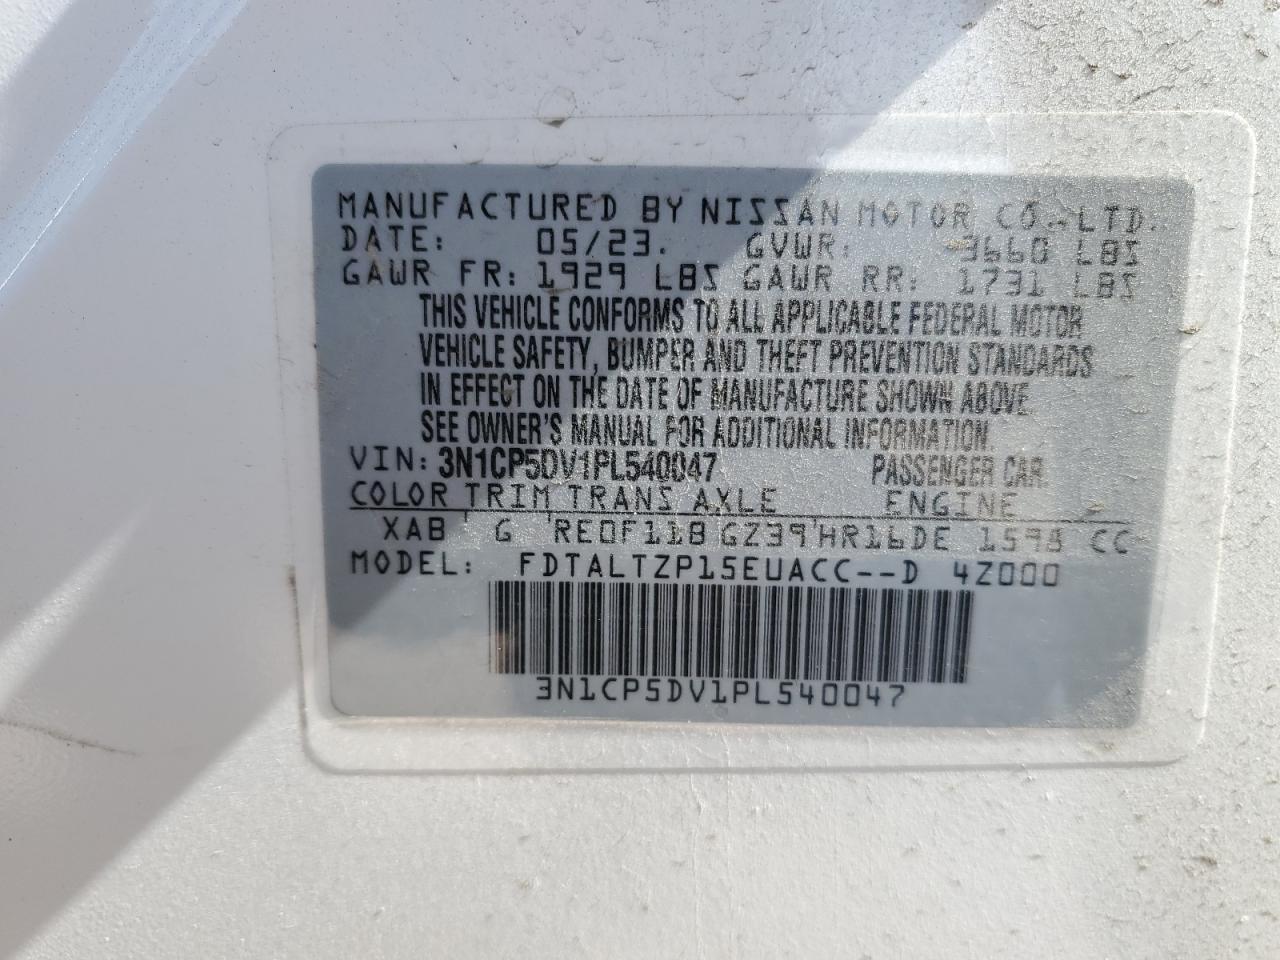 MANUFACTURED BY NISSAN MOTOR CO.,LTD.
DATE: 05/23. GVWR: 3660 LBS
GAWR FR: 1929 LBS GAWR RR: 1731 LBS
THIS VEHICLE CONFORMS TO ALL APPLICABLE FEDERAL MOTOR
VEHICLE SAFETY, BUMPER AND THEFT PREVENTION STANDARDS
IN EFFECT ON THE DATE OF MANUFACTURE SHOWN ABOVE
SEE OWNER'S MANUAL FOR ADDITIONAL INFORMATION.
VIN: 3N1CP5DV1PL540047 PASSENGER CAR.
COLOR TRIM TRANS AXLE ENGINE
XAB G RE0F11B GZ39 HR16DE 1598 CC
MODEL: FDTALTZP15EUACC--D 4Z000
3N1CP5DV1PL540047